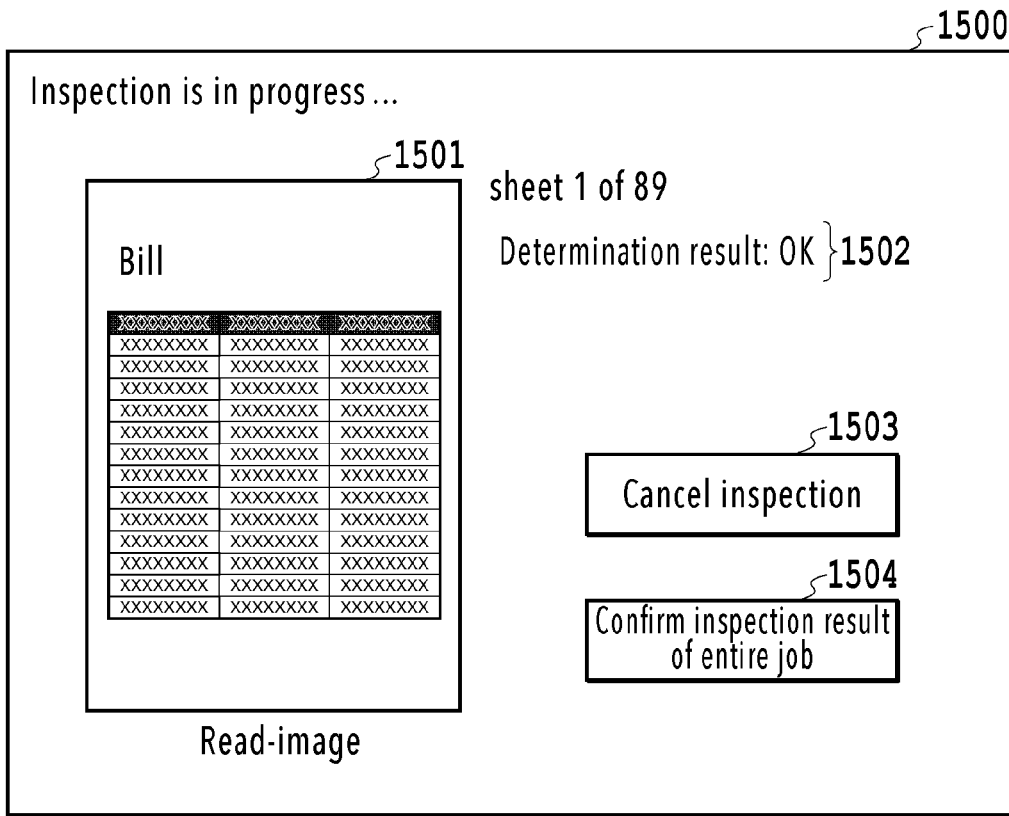 1500
Inspection is in progress ...
1501
sheet 1 of 89
Determination result: OK 1502
Bill
XXXXXXXX XXXXXXXX XXXXXXXX
XXXXXXXX XXXXXXXX XXXXXXXX
XXXXXXXX XXXXXXXX XXXXXXXX
XXXXXXXX XXXXXXXX XXXXXXXX
XXXXXXXX XXXXXXXX XXXXXXXX
XXXXXXXX XXXXXXXX XXXXXXXX
XXXXXXXX XXXXXXXX XXXXXXXX
XXXXXXXX XXXXXXXX XXXXXXXX
XXXXXXXX XXXXXXXX XXXXXXXX
XXXXXXXX XXXXXXXX XXXXXXXX
XXXXXXXX XXXXXXXX XXXXXXXX
XXXXXXXX XXXXXXXX XXXXXXXX
XXXXXXXX XXXXXXXX XXXXXXXX
XXXXXXXX XXXXXXXX XXXXXXXX
1503
Cancel inspection
1504
Confirm inspection result
of entire job
Read-image